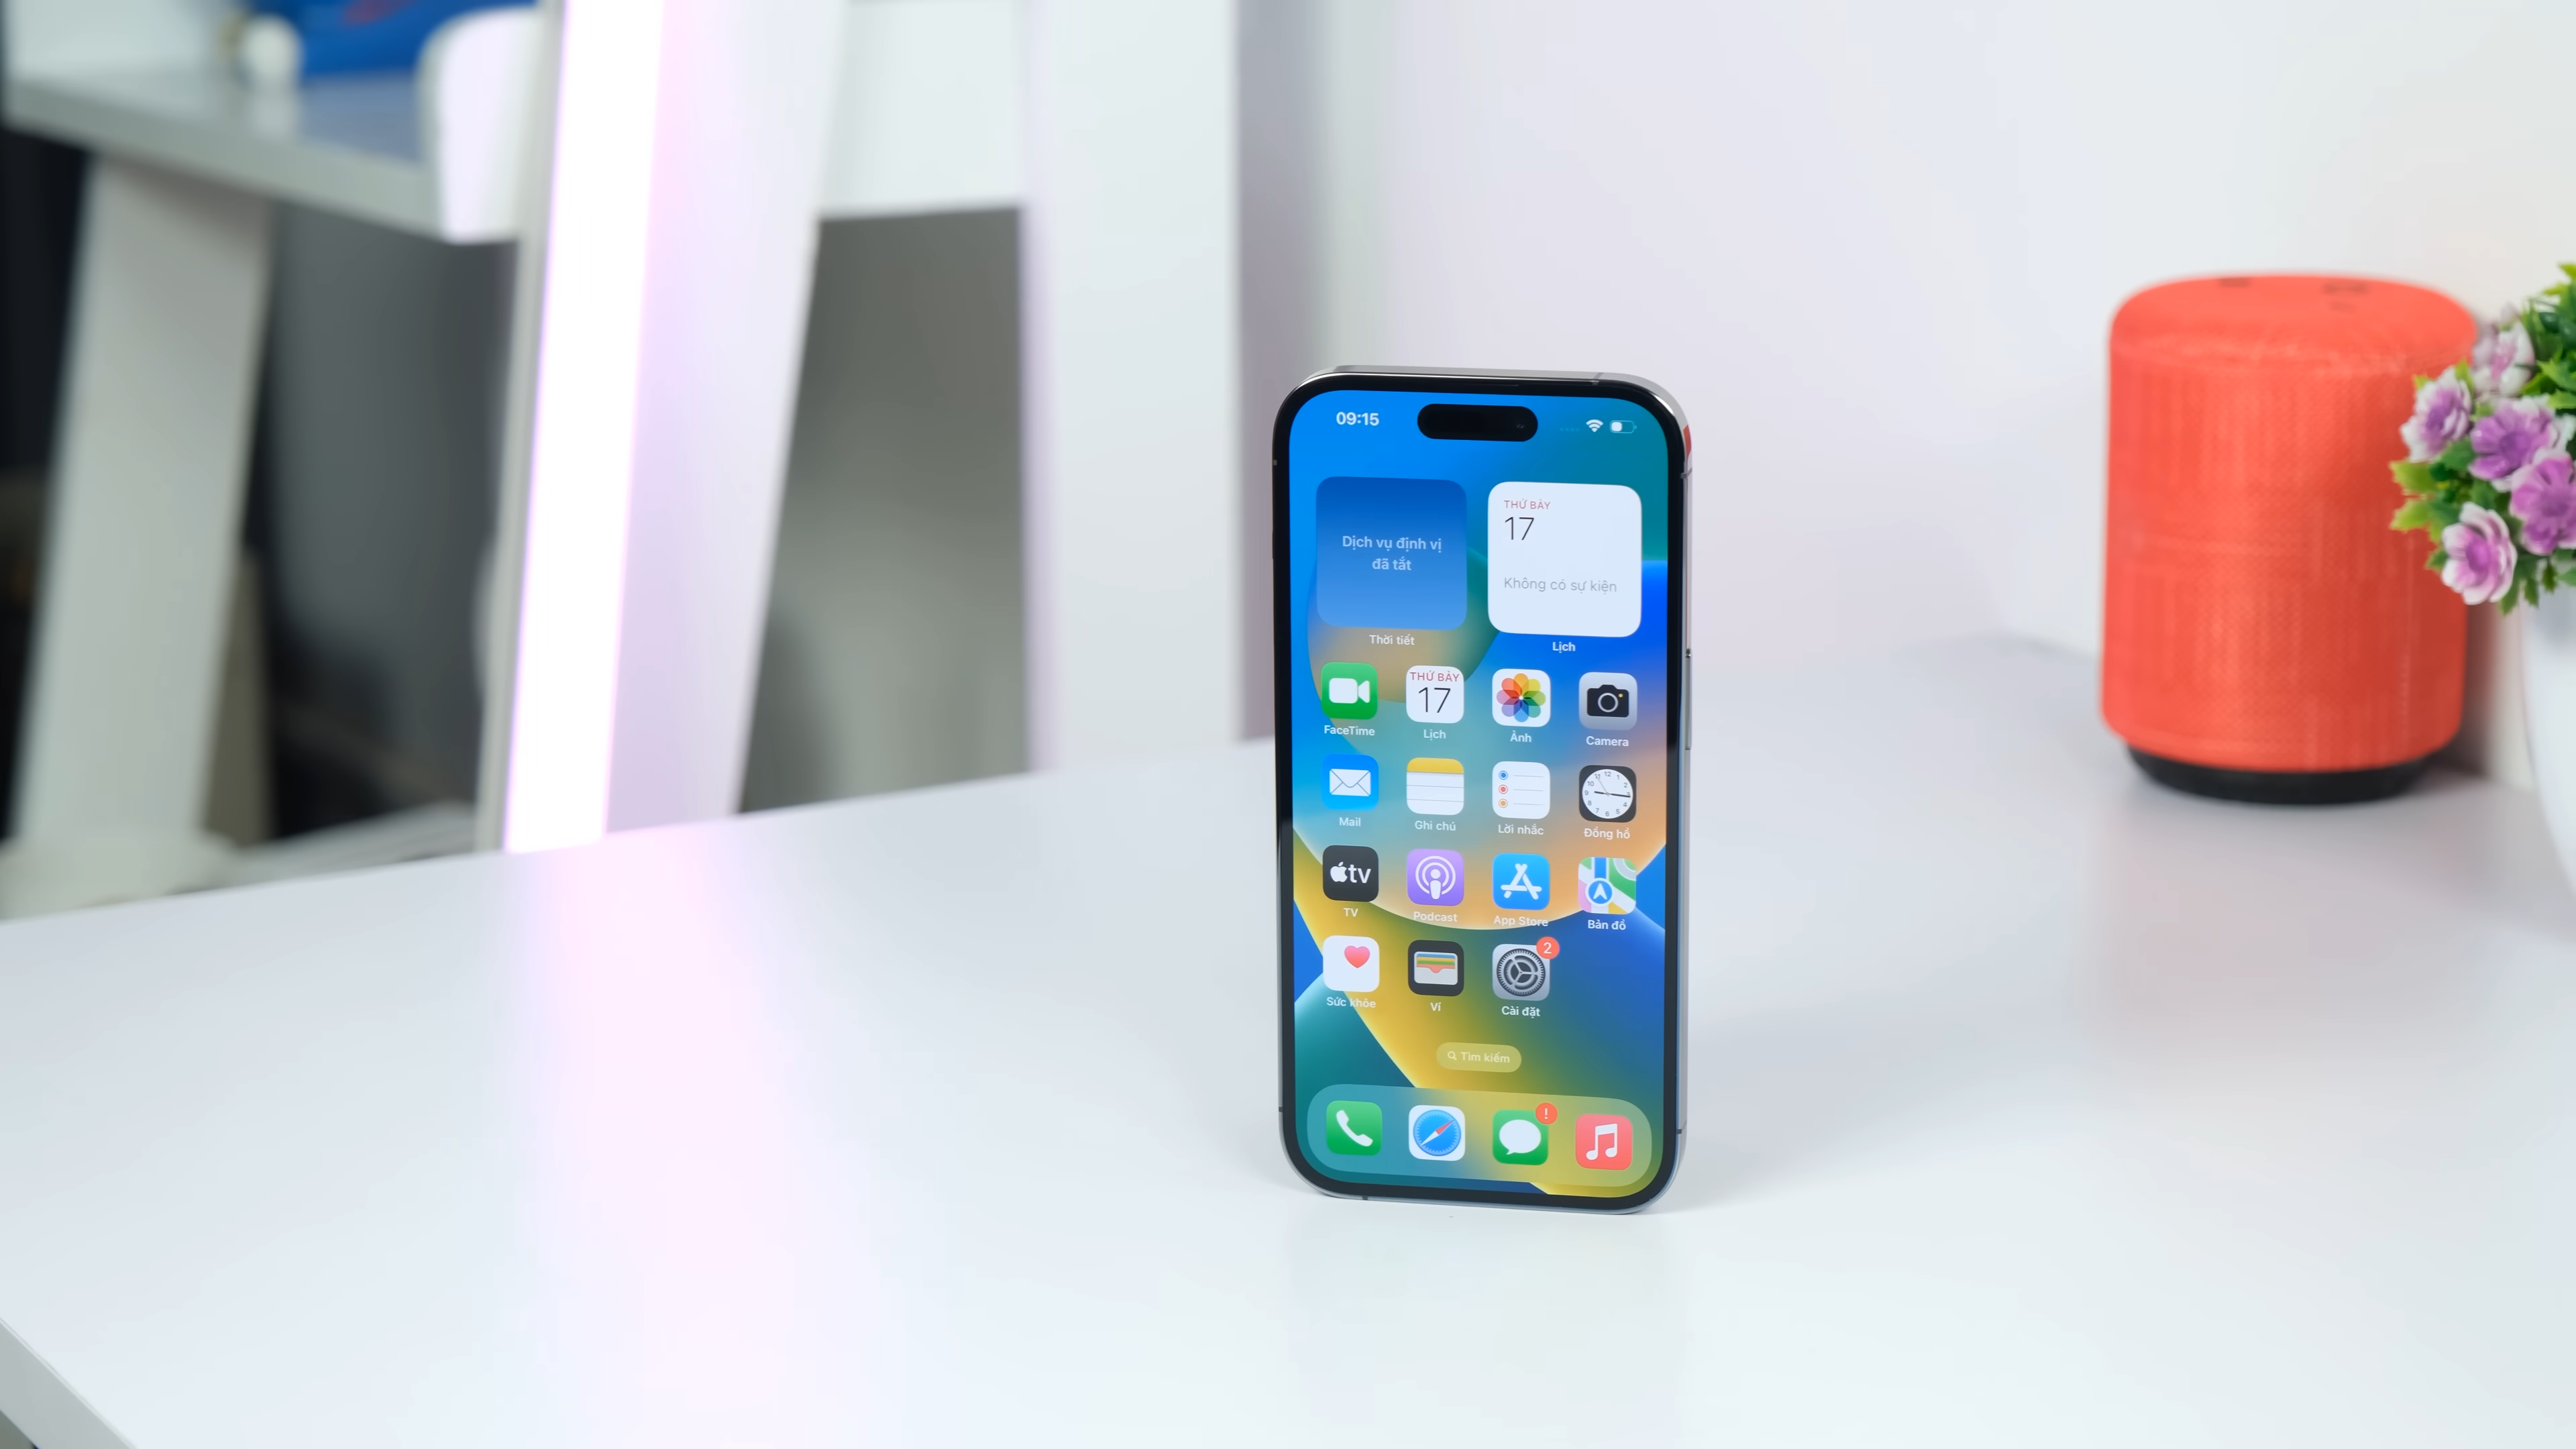 09:15
Dịch vụ định vị
đã tắt
Thời tiết
THỨ BẢY
17
Không có sự kiện
Lịch
FaceTime
THỨ BẢY
17
Lịch
Ảnh
Camera
Mail
Ghi chú
Lời nhắc
Đồng hồ
tv
TV
Podcast
App Store
Bản đồ
Sức khỏe
Ví
2
Cài đặt
Tìm kiếm
!